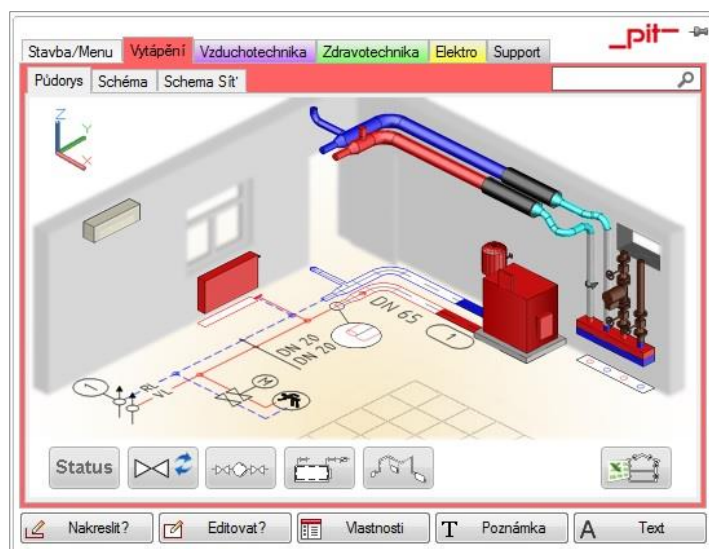 _pit
Stavba/Menu Vytápění Vzduchotechnika Zdravotechnika Elektro Support
Půdorys Schéma Schema Síť
Z
Y
X
DN 65
1
DN 20
DN 20
M
1
RL
VL
Status
Nakreslit? Editovat? Vlastnosti T Poznámka A Text